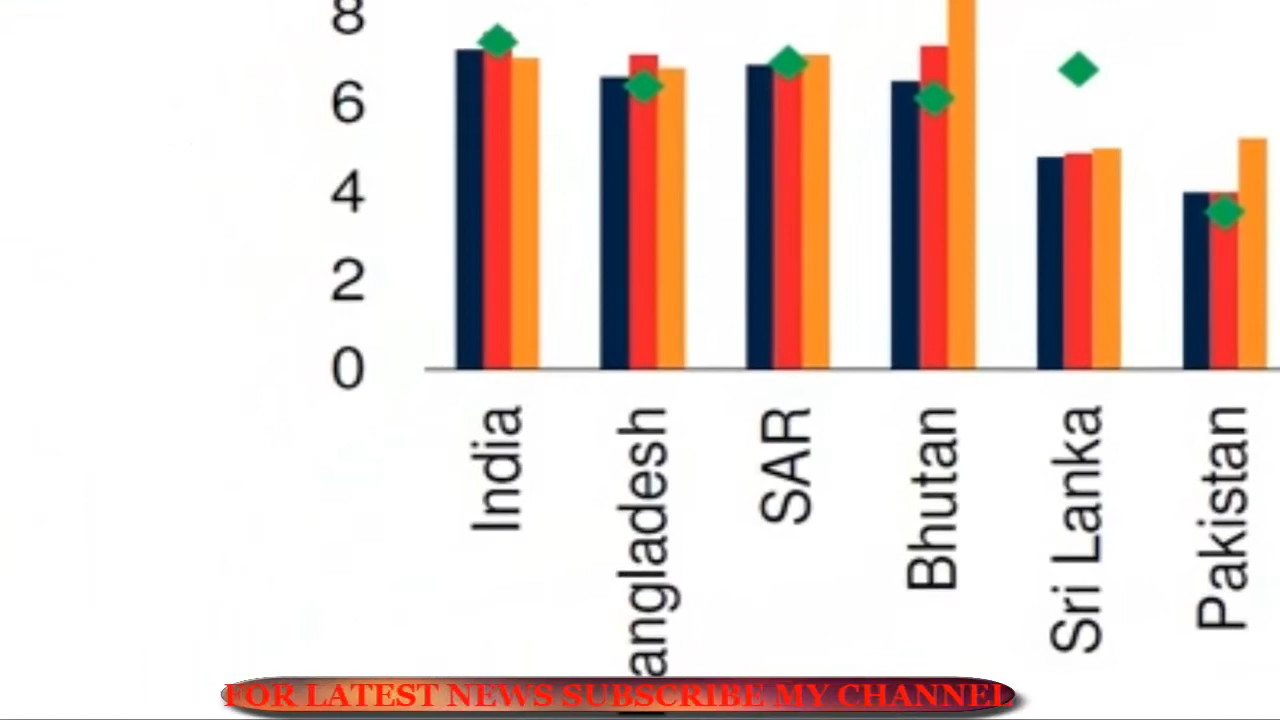 8
6
4
2
0
India
angladesh
SAR
Bhutan
Sri Lanka
Pakistan
FOR LATEST NEWS SUBSCRIBE MY CHANNEL